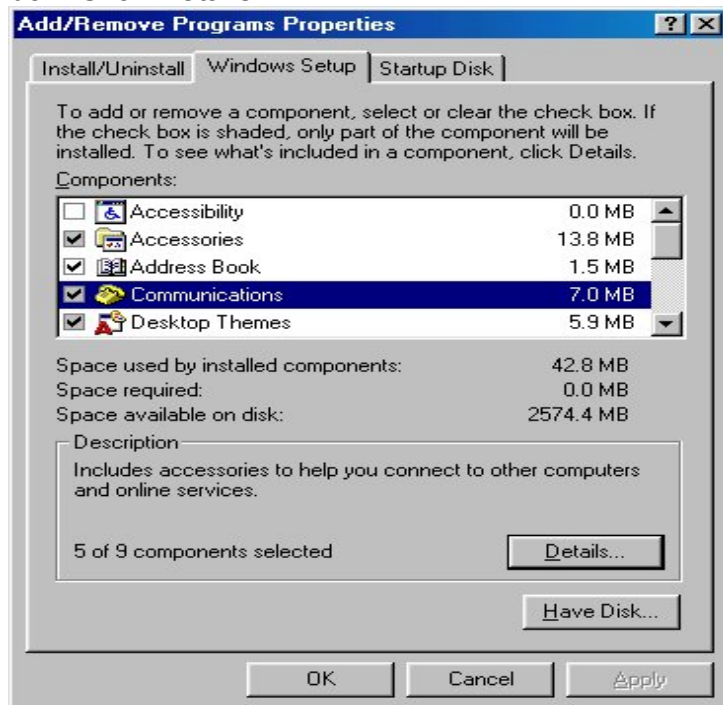 Add/Remove Programs Properties
Install/Uninstall Windows Setup Startup Disk
To add or remove a component, select or clear the check box. If
the check box is shaded, only part of the component will be
installed. To see what's included in a component, click Details.
Components:
Accessibility 0.0 MB
Accessories 13.8 MB
Address Book 1.5 MB
Communications 7.0 MB
Desktop Themes 5.9 MB
Space used by installed components: 42.8 MB
Space required: 0.0 MB
Space available on disk: 2574.4 MB
Description
Includes accessories to help you connect to other computers
and online services.
5 of 9 components selected Details...
Have Disk...
OK Cancel Apply